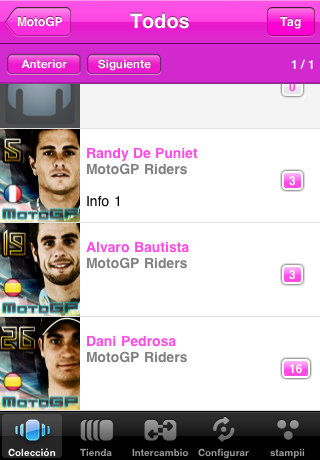 MotoGP
Todos
Tag
Anterior
Siguiente
1 / 1
0
5
MotoGP
Randy De Puniet
MotoGP Riders
Info 1
3
19
MotoGP
Alvaro Bautista
MotoGP Riders
3
26
MotoGP
Dani Pedrosa
MotoGP Riders
16
Colección
Tienda
Intercambio
Configurar
stampii